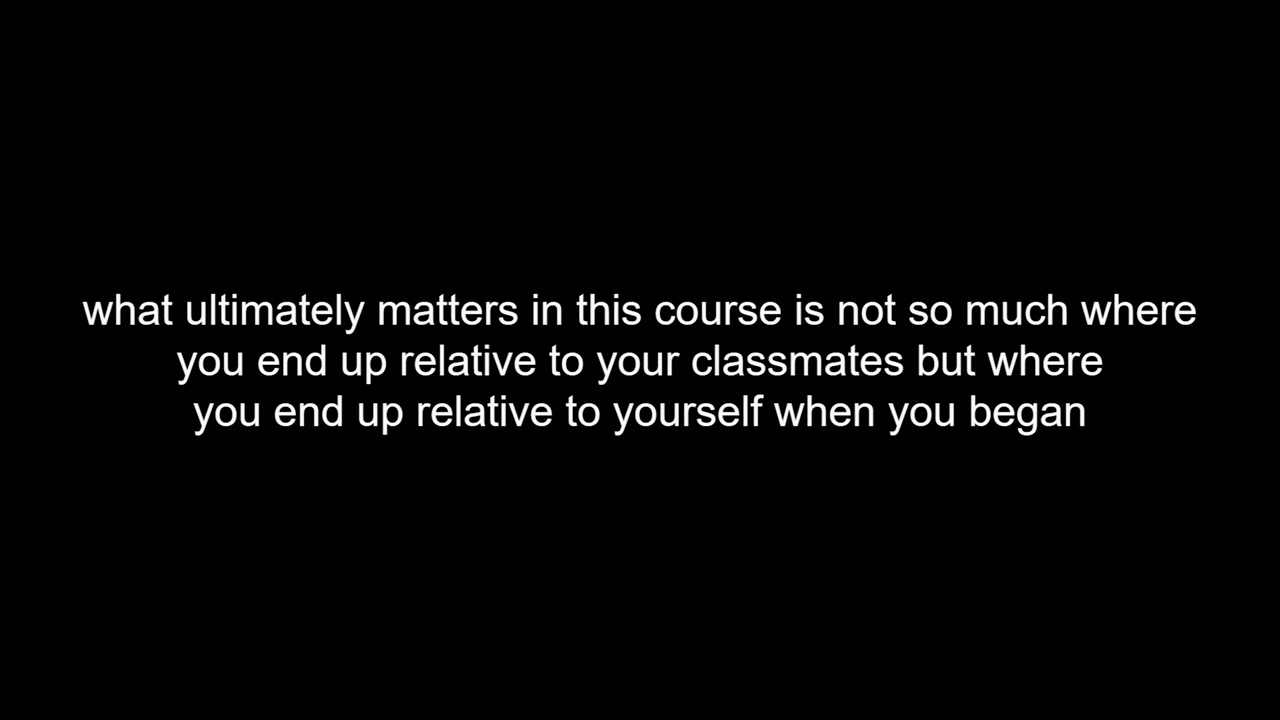 what ultimately matters in this course is not so much where
you end up relative to your classmates but where
you end up relative to yourself when you began